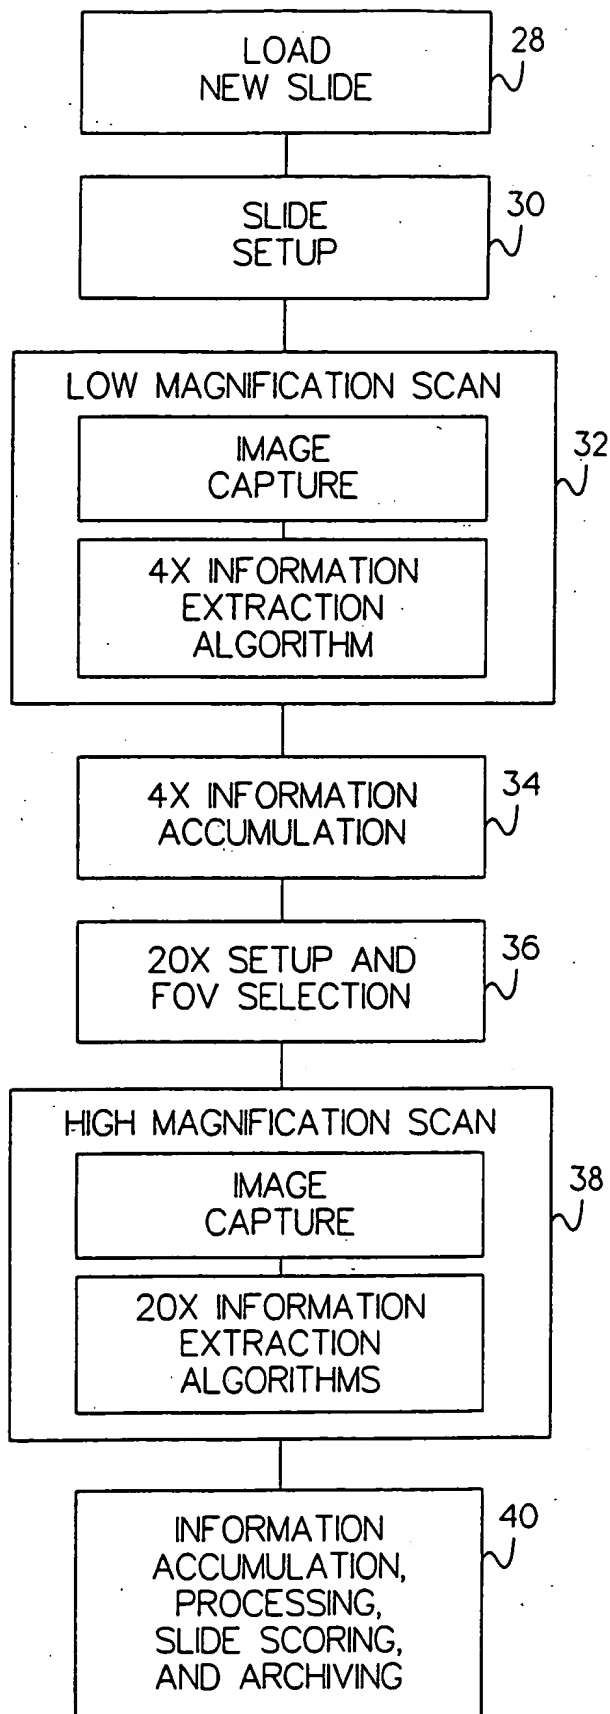 LOAD
NEW SLIDE
28
SLIDE
SETUP
30
LOW MAGNIFICATION SCAN
IMAGE
CAPTURE
32
4X INFORMATION
EXTRACTION
ALGORITHM
4X INFORMATION
ACCUMULATION
34
20X SETUP AND
FOV SELECTION
36
HIGH MAGNIFICATION SCAN
IMAGE
CAPTURE
38
20X INFORMATION
EXTRACTION
ALGORITHMS
INFORMATION
ACCUMULATION,
PROCESSING,
SLIDE SCORING,
AND ARCHIVING
40